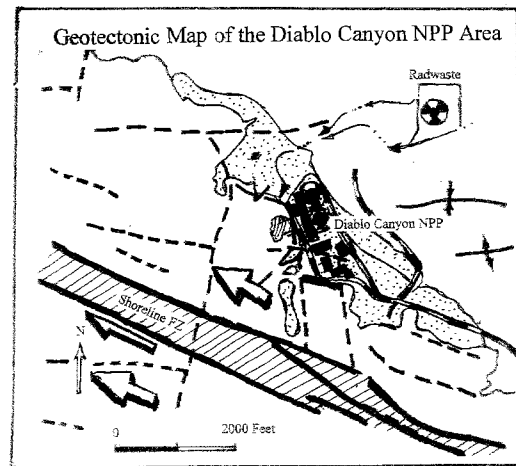 Geotectonic Map of the Diablo Canyon NPP Area
Radwaste
Diablo Canyon NPP
Shoreline FZ
N
0 2000 Feet